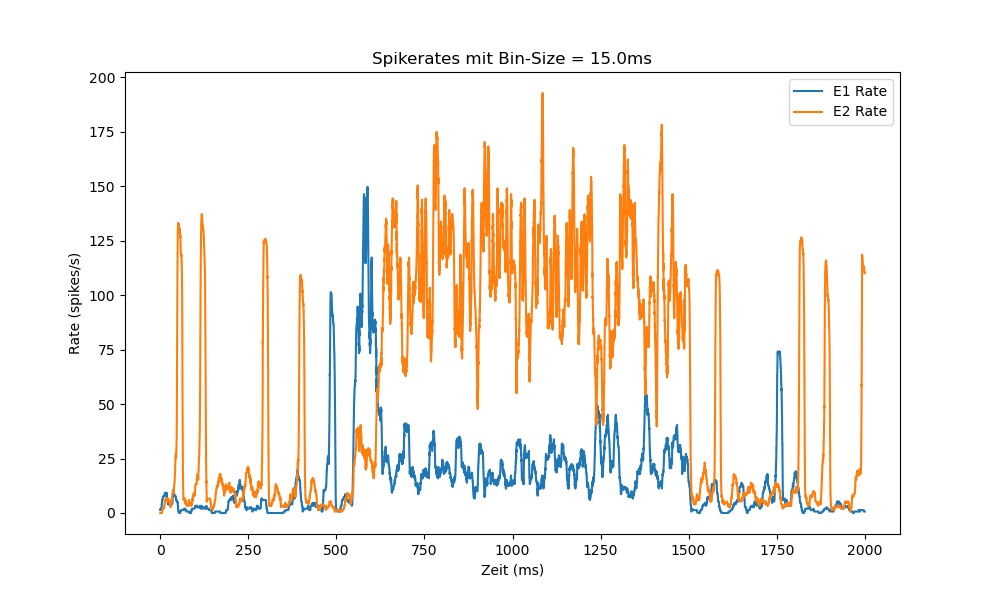 Spikerates mit Bin-Size = 15.0ms
E1 Rate
E2 Rate
200
175
150
125
100
75
50
25
0
Rate (spikes/s)
0 250 500 750 1000 1250 1500 1750 2000
Zeit (ms)